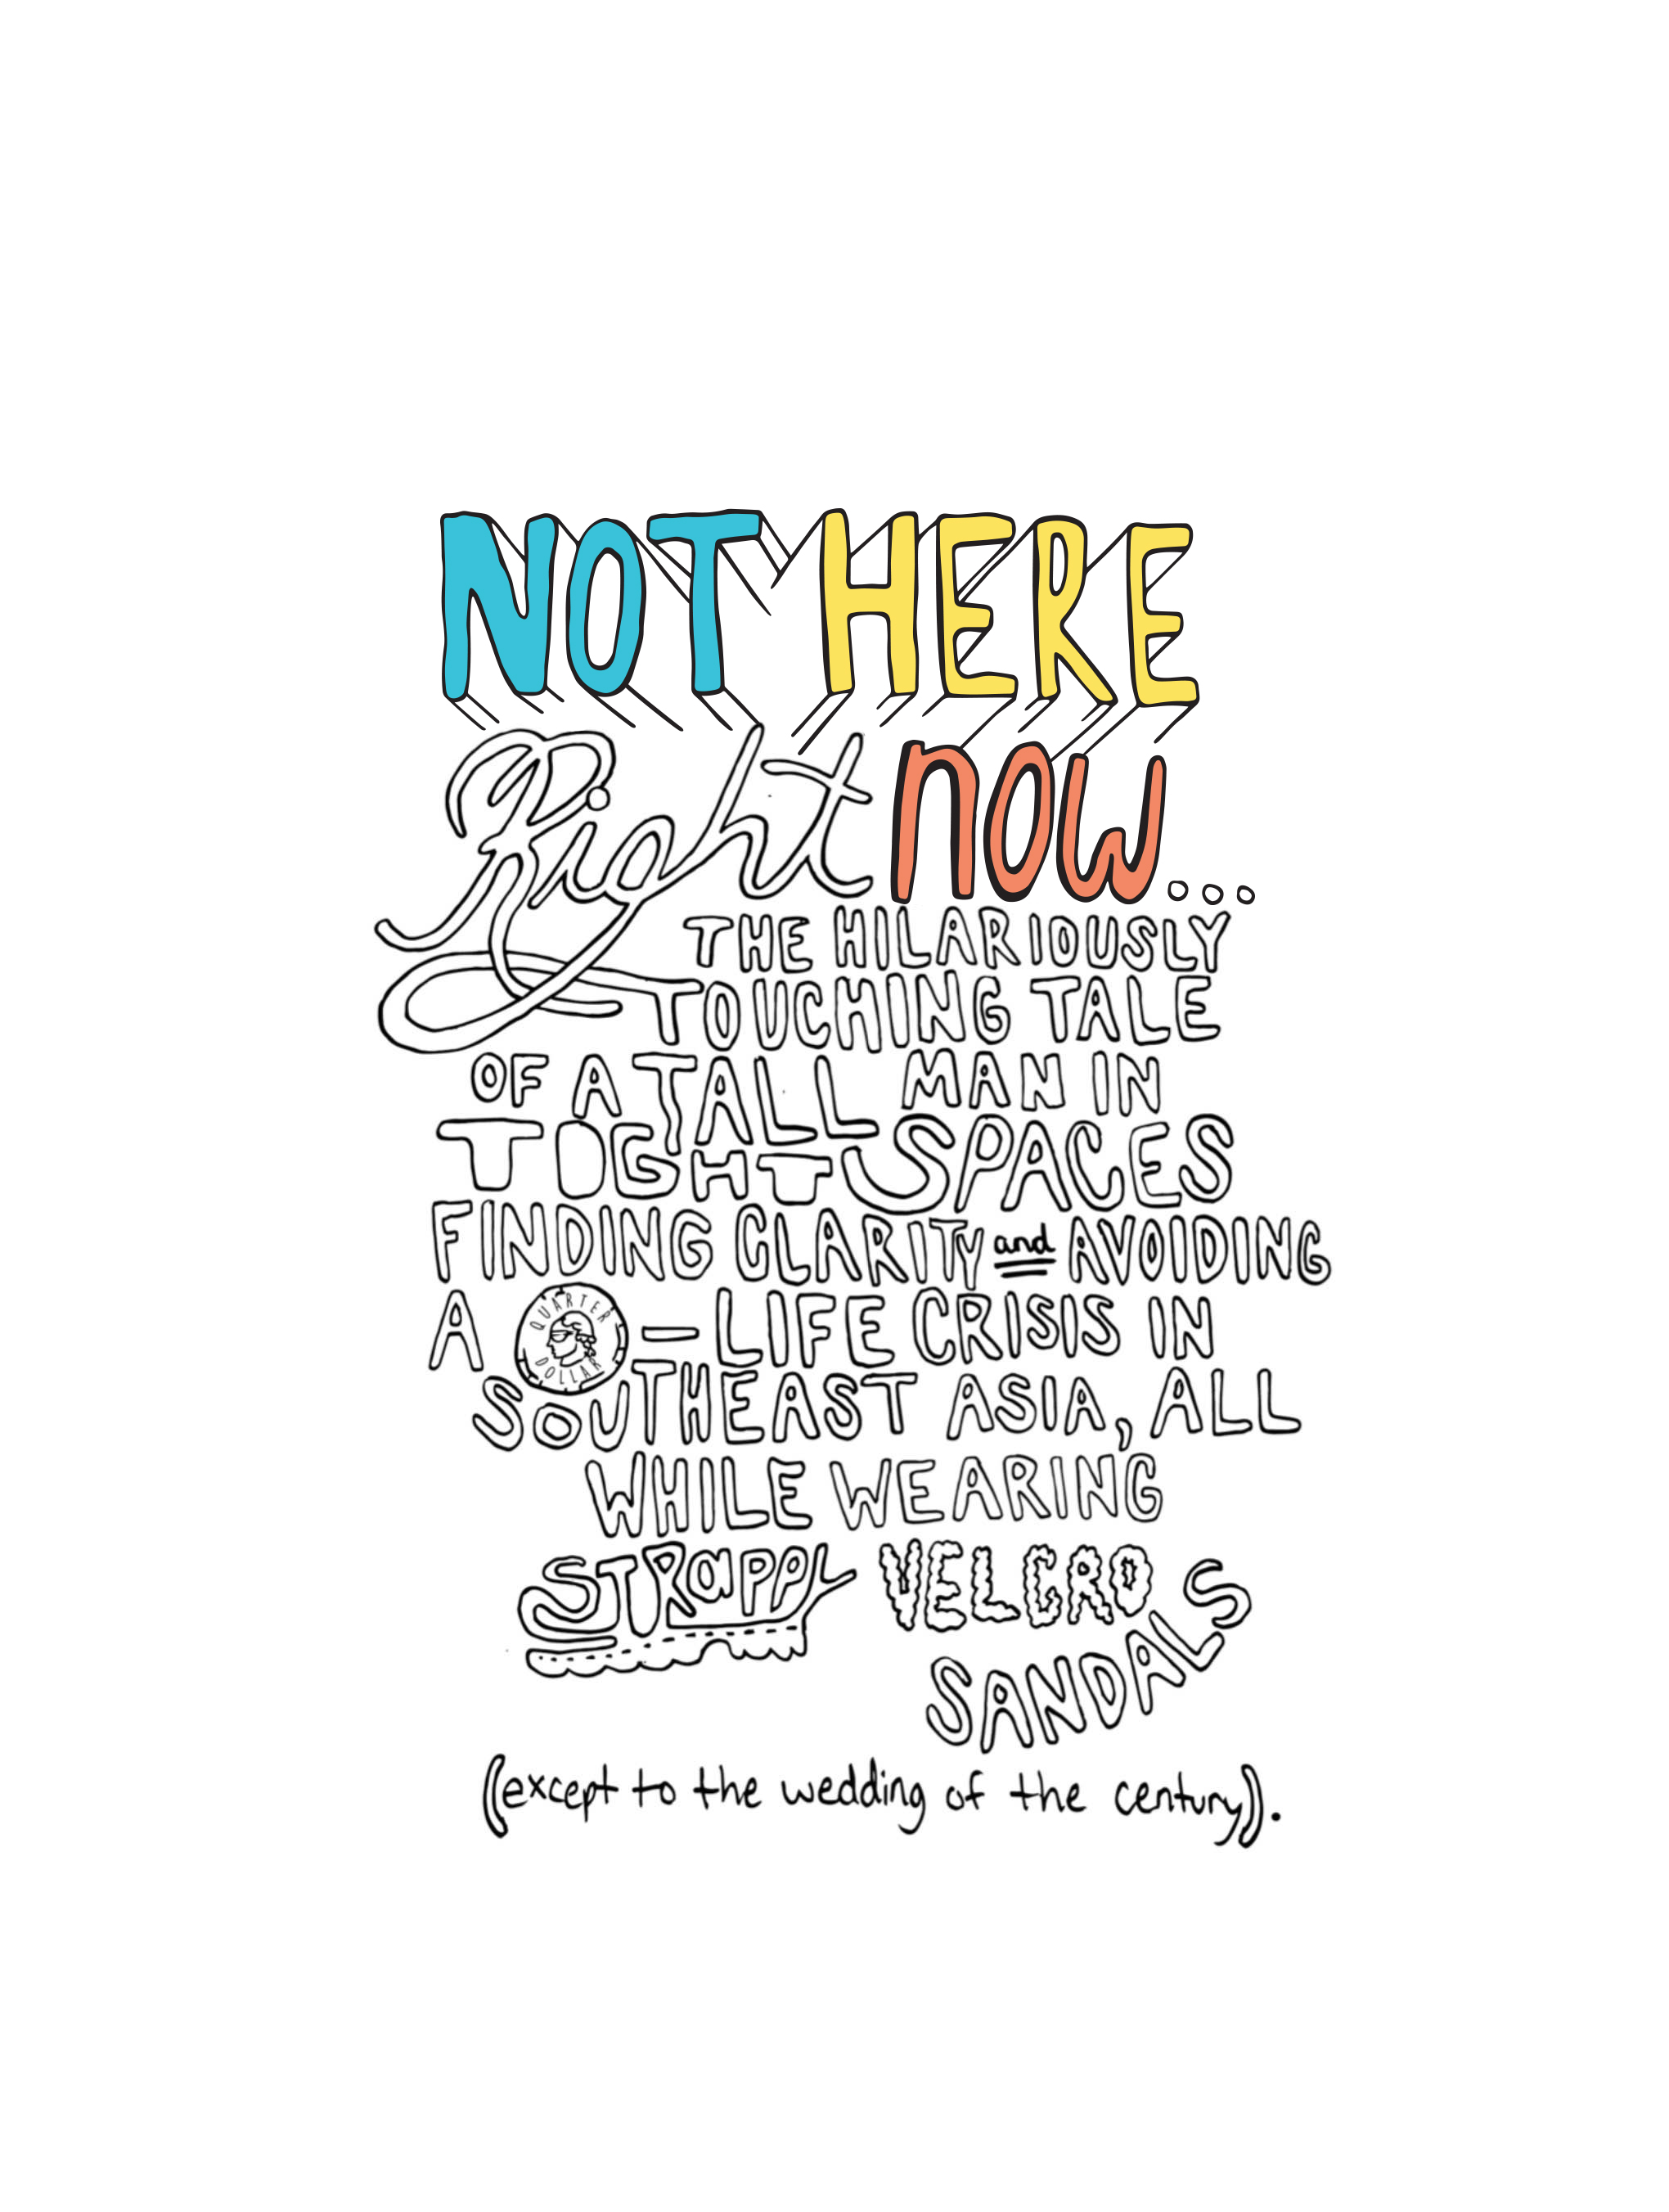 NOT HERE
Right now...
THE HILARIOUSLY
TOUCHING TALE
OF A TALL MAN IN
TIGHT SPACES
FINDING CLARITY and AVOIDING
A QUARTER DOLLAR-LIFE CRISIS IN
SOUTHEAST ASIA, ALL
WHILE WEARING
STRAPPY VELCRO
SANDALS
(except to the wedding of the century).